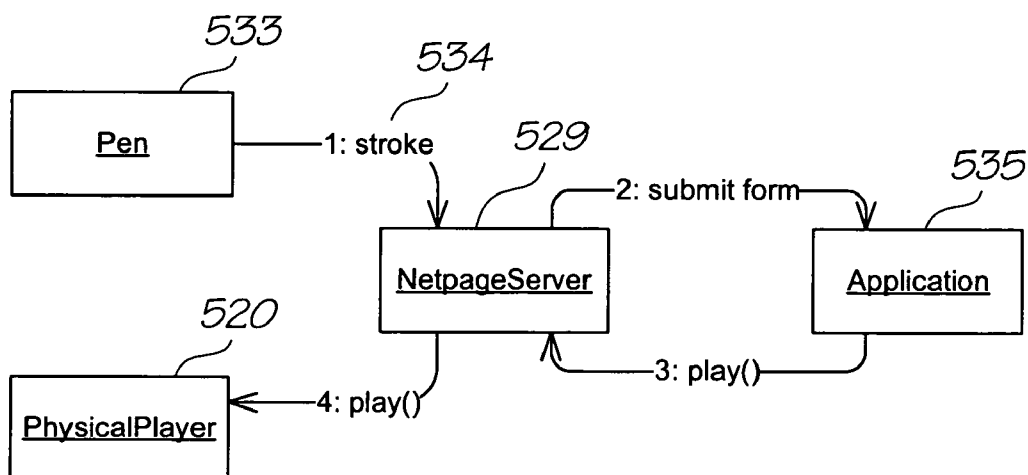 533
534
Pen
1: stroke
529
535
2: submit form
NetpageServer
Application
520
3: play()
4: play()
PhysicalPlayer